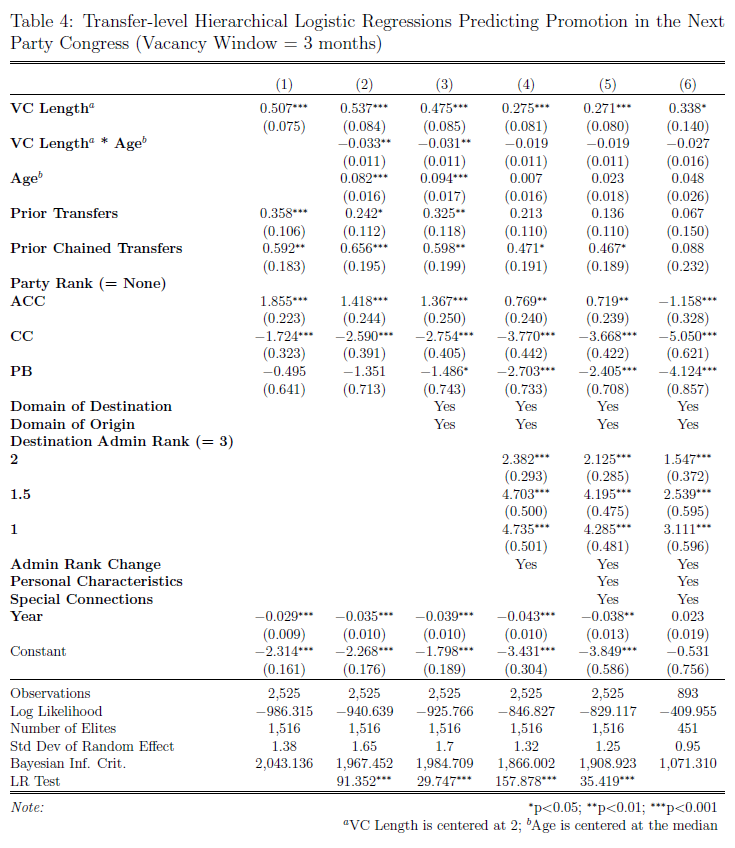 Table 4: Transfer-level Hierarchical Logistic Regressions Predicting Promotion in the Next
Party Congress (Vacancy Window = 3 months)
(1) (2) (3) (4) (5) (6)
VC Lengthᵃ 0.507*** 0.537*** 0.475*** 0.275*** 0.271*** 0.338*
(0.075) (0.084) (0.085) (0.081) (0.080) (0.140)
VC Lengthᵃ * Ageᵇ −0.033** −0.031** −0.019 −0.019 −0.027
(0.011) (0.011) (0.011) (0.011) (0.016)
Ageᵇ 0.082*** 0.094*** 0.007 0.023 0.048
(0.016) (0.017) (0.016) (0.018) (0.026)
Prior Transfers 0.358*** 0.242* 0.325** 0.213 0.136 0.067
(0.106) (0.112) (0.118) (0.110) (0.110) (0.150)
Prior Chained Transfers 0.592** 0.656*** 0.598** 0.471* 0.467* 0.088
(0.183) (0.195) (0.199) (0.191) (0.189) (0.232)
Party Rank (= None)
ACC 1.855*** 1.418*** 1.367*** 0.769** 0.719** −1.158***
(0.223) (0.244) (0.250) (0.240) (0.239) (0.328)
CC −1.724*** −2.590*** −2.754*** −3.770*** −3.668*** −5.050***
(0.323) (0.391) (0.405) (0.442) (0.422) (0.621)
PB −0.495 −1.351 −1.486* −2.703*** −2.405*** −4.124***
(0.641) (0.713) (0.743) (0.733) (0.708) (0.857)
Domain of Destination Yes Yes Yes Yes
Domain of Origin Yes Yes Yes Yes
Destination Admin Rank (= 3)
2 2.382*** 2.125*** 1.547***
(0.293) (0.285) (0.372)
1.5 4.703*** 4.195*** 2.539***
(0.500) (0.475) (0.595)
1 4.735*** 4.285*** 3.111***
(0.501) (0.481) (0.596)
Admin Rank Change Yes Yes Yes
Personal Characteristics Yes Yes
Special Connections Yes Yes
Year −0.029*** −0.035*** −0.039*** −0.043*** −0.038** 0.023
(0.009) (0.010) (0.010) (0.010) (0.013) (0.019)
Constant −2.314*** −2.268*** −1.798*** −3.431*** −3.849*** −0.531
(0.161) (0.176) (0.189) (0.304) (0.586) (0.756)
Observations 2,525 2,525 2,525 2,525 2,525 893
Log Likelihood −986.315 −940.639 −925.766 −846.827 −829.117 −409.955
Number of Elites 1,516 1,516 1,516 1,516 1,516 451
Std Dev of Random Effect 1.38 1.65 1.7 1.32 1.25 0.95
Bayesian Inf. Crit. 2,043.136 1,967.452 1,984.709 1,866.002 1,908.923 1,071.310
LR Test 91.352*** 29.747*** 157.878*** 35.419***
Note: *p<0.05; **p<0.01; ***p<0.001
ᵃVC Length is centered at 2; ᵇAge is centered at the median